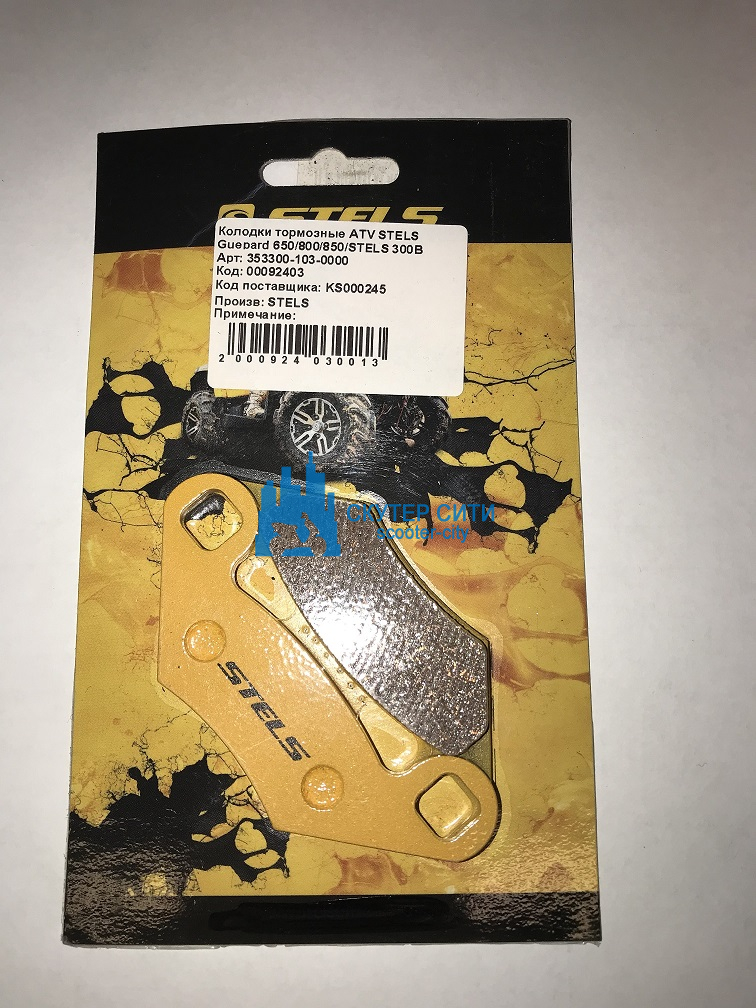 STELS
Колодки тормозные ATV STELS
Guepard 650/800/850/STELS 300B
Арт: 353300-103-0000
Код: 00092403
Код поставщика: KS000245
Произв: STELS
Примечание:
2 000924 030013
СКУТЕР СИТИ
scooter-city
STELS